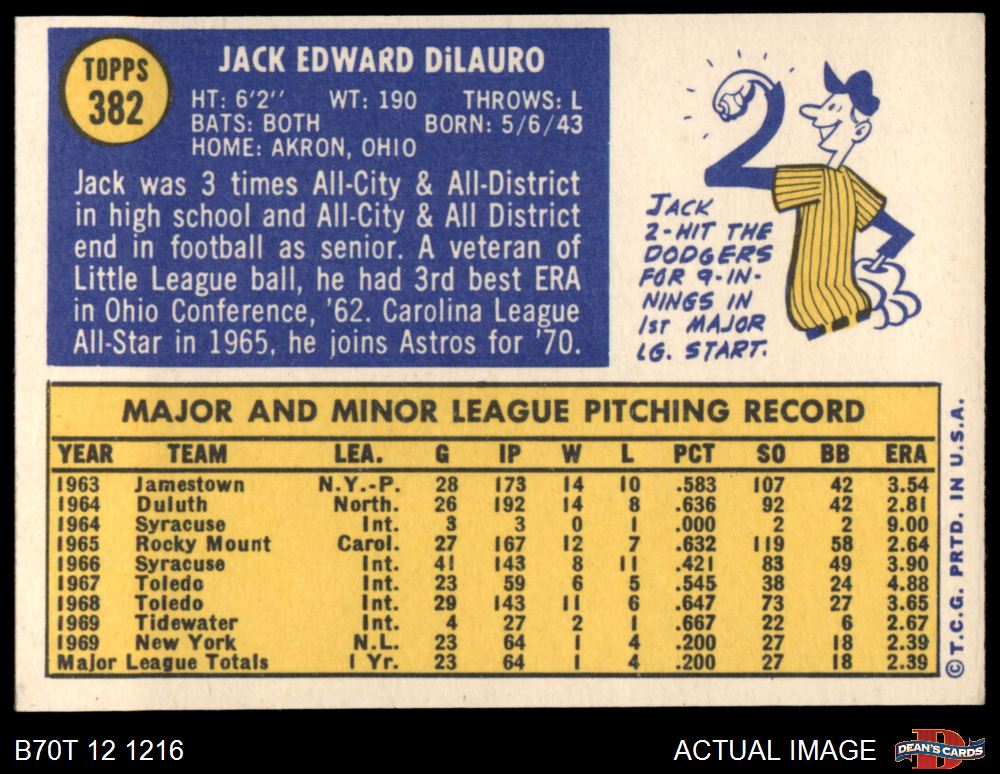 TOPPS
382
JACK EDWARD DiLAURO
HT: 6'2'' WT: 190 THROWS: L
BATS: BOTH BORN: 5/6/43
HOME: AKRON, OHIO
Jack was 3 times All-City & All-District
in high school and All-City & All District
end in football as senior. A veteran of
Little League ball, he had 3rd best ERA
in Ohio Conference, '62. Carolina League
All-Star in 1965, he joins Astros for '70.
2
JACK
2-HIT THE
DODGERS
FOR 9-IN-
NINGS IN
1ST MAJOR
LG. START.
MAJOR AND MINOR LEAGUE PITCHING RECORD
YEAR TEAM LEA. G IP W L PCT SO BB ERA
1963 Jamestown N.Y.-P. 28 173 14 10 .583 107 42 3.54
1964 Duluth North. 26 192 14 8 .636 92 42 2.81
1964 Syracuse Int. 3 3 0 1 .000 2 2 9.00
1965 Rocky Mount Carol. 27 167 12 7 .632 119 58 2.64
1966 Syracuse Int. 41 143 8 11 .421 83 49 3.90
1967 Toledo Int. 23 59 6 5 .545 38 24 4.88
1968 Toledo Int. 29 143 11 6 .647 73 27 3.65
1969 Tidewater Int. 4 27 2 1 .667 22 6 2.67
1969 New York N.L. 23 64 1 4 .200 27 18 2.39
Major League Totals 1 Yr. 23 64 1 4 .200 27 18 2.39
© T.C.G. PRTD. IN U.S.A.
B70T 12 1216 ACTUAL IMAGE
D
DEAN'S CARDS